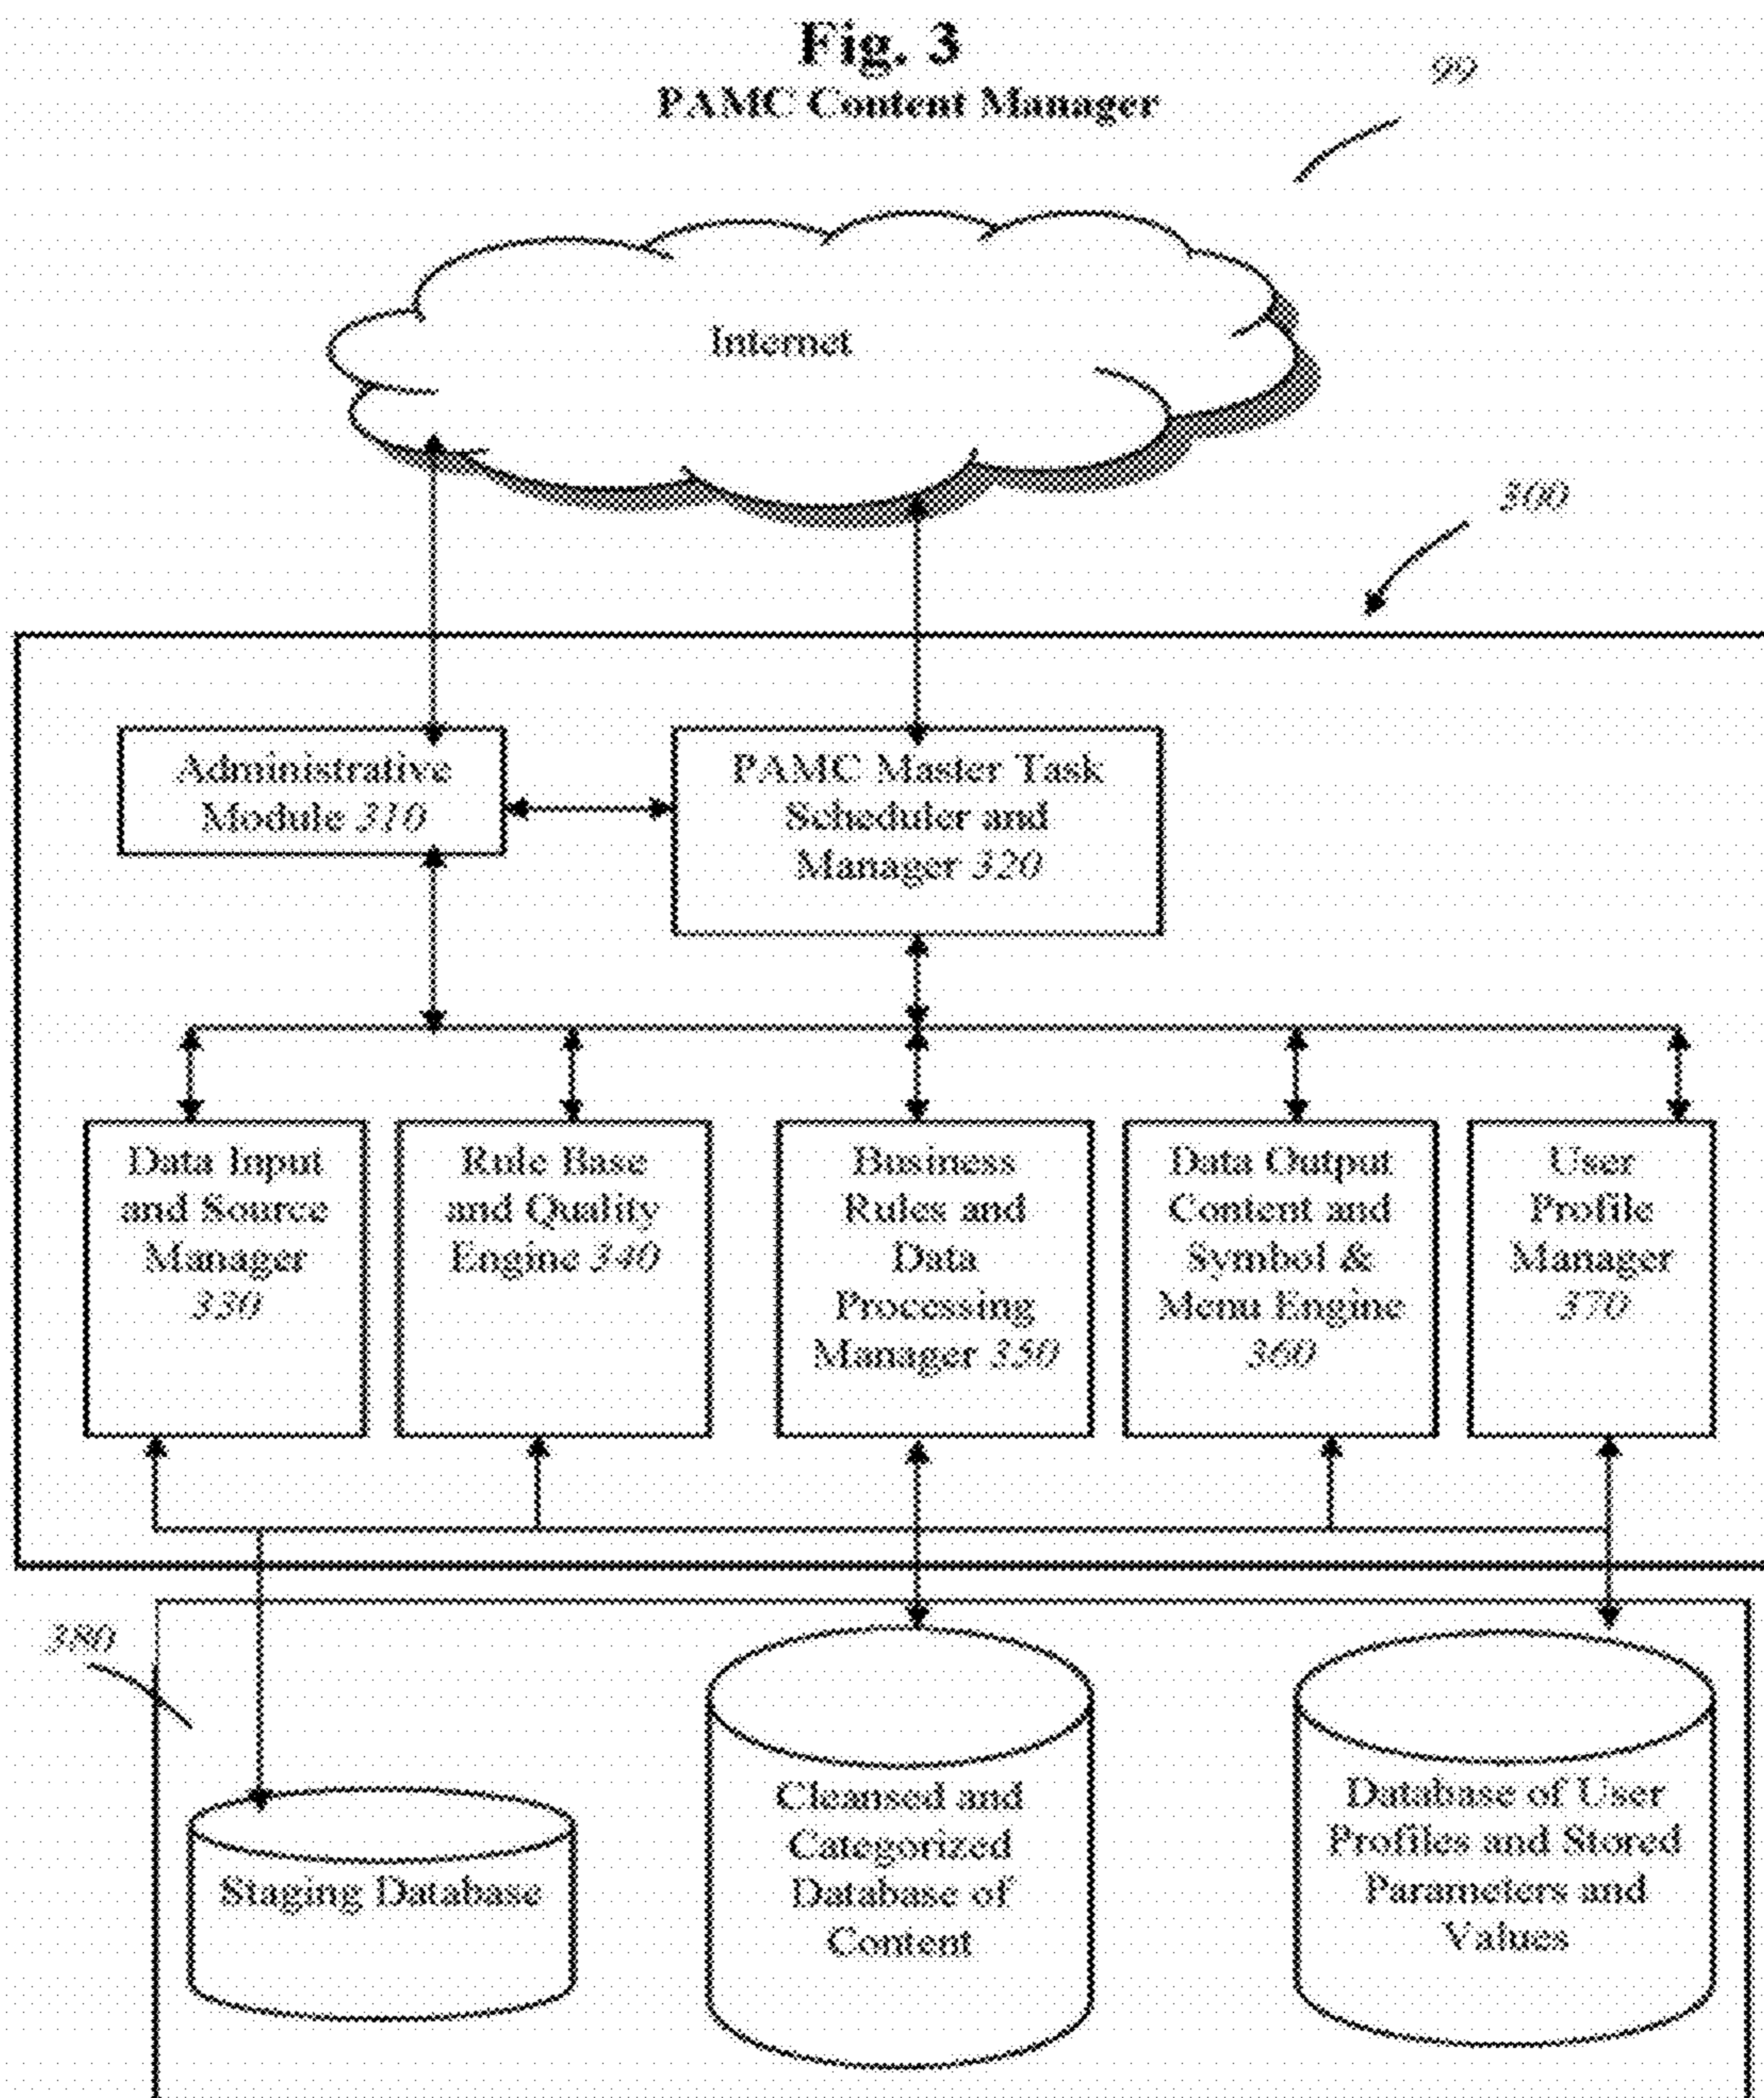 Fig. 3
PAMC Content Manager
99
Internet
300
Administrative
Module 310
PAMC Master Task
Scheduler and
Manager 320
Data Input
and Source
Manager
330
Rule Base
and Quality
Engine 340
Business
Rules and
Data
Processing
Manager 350
Data Output
Content and
Symbol &
Menu Engine
360
User
Profile
Manager
370
380
Staging Database
Cleansed and
Categorized
Database of
Content
Database of User
Profiles and Stored
Parameters and
Values